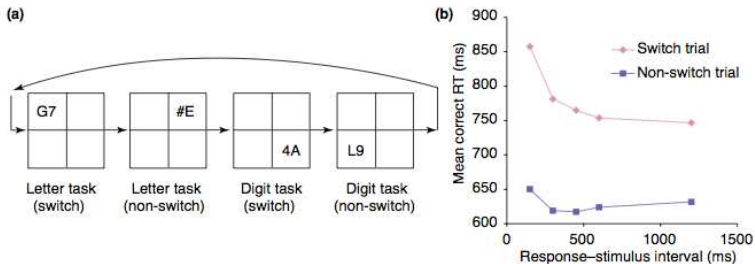 (a)
G7
#E
4A
L9
Letter task
(switch)
Letter task
(non-switch)
Digit task
(switch)
Digit task
(non-switch)
(b)
Mean correct RT (ms)
900
850
800
750
700
650
600
0
500
1000
1500
Response–stimulus interval (ms)
Switch trial
Non-switch trial